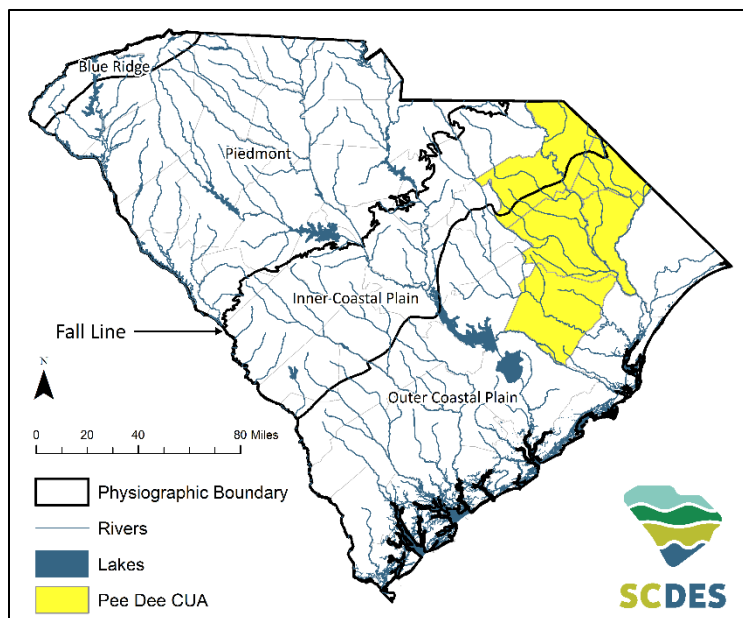 Blue Ridge
Piedmont
Inner Coastal Plain
Fall Line
Outer Coastal Plain
N
0 20 40 80 Miles
Physiographic Boundary
Rivers
Lakes
Pee Dee CUA
SCDES